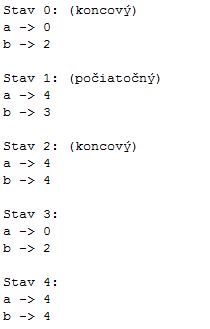 Stav 0: (koncový)
a -> 0
b -> 2
Stav 1: (počiatočný)
a -> 4
b -> 3
Stav 2: (koncový)
a -> 4
b -> 4
Stav 3:
a -> 0
b -> 2
Stav 4:
a -> 4
b -> 4